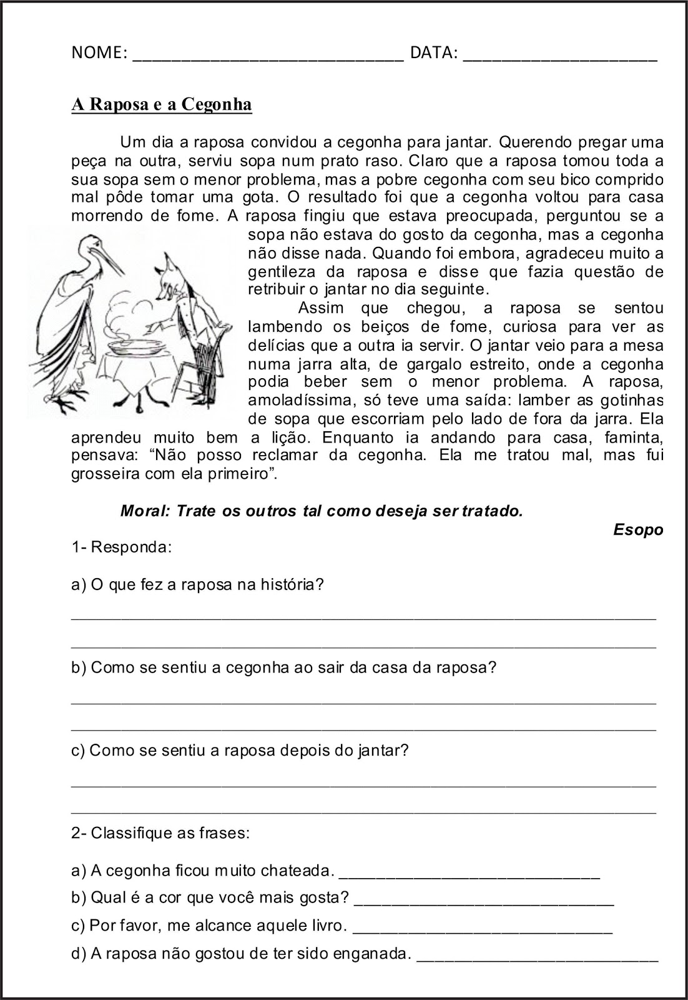 NOME: ____________________________ DATA: ____________________
A Raposa e a Cegonha
Um dia a raposa convidou a cegonha para jantar. Querendo pregar uma
peça na outra, serviu sopa num prato raso. Claro que a raposa tomou toda a
sua sopa sem o menor problema, mas a pobre cegonha com seu bico comprido
mal pôde tomar uma gota. O resultado foi que a cegonha voltou para casa
morrendo de fome. A raposa fingiu que estava preocupada, perguntou se a
sopa não estava do gosto da cegonha, mas a cegonha
não disse nada. Quando foi embora, agradeceu muito a
gentileza da raposa e disse que fazia questão de
retribuir o jantar no dia seguinte.
Assim que chegou, a raposa se sentou
lambendo os beiços de fome, curiosa para ver as
delícias que a outra ia servir. O jantar veio para a mesa
numa jarra alta, de gargalo estreito, onde a cegonha
podia beber sem o menor problema. A raposa,
amoladíssima, só teve uma saída: lamber as gotinhas
de sopa que escorriam pelo lado de fora da jarra. Ela
aprendeu muito bem a lição. Enquanto ia andando para casa, faminta,
pensava: “Não posso reclamar da cegonha. Ela me tratou mal, mas fui
grosseira com ela primeiro”.
Moral: Trate os outros tal como deseja ser tratado.
Esopo
1- Responda:
a) O que fez a raposa na história?
b) Como se sentiu a cegonha ao sair da casa da raposa?
c) Como se sentiu a raposa depois do jantar?
2- Classifique as frases:
a) A cegonha ficou muito chateada. ____________________________
b) Qual é a cor que você mais gosta? ____________________________
c) Por favor, me alcance aquele livro. ____________________________
d) A raposa não gostou de ter sido enganada. __________________________